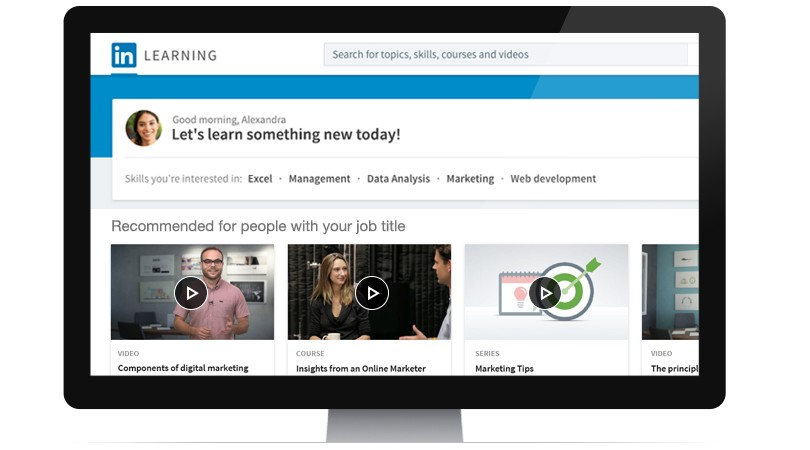 in LEARNING
Search for topics, skills, courses and videos
Good morning, Alexandra
Let's learn something new today!
Skills you're interested in: Excel · Management · Data Analysis · Marketing · Web development
Recommended for people with your job title
VIDEO
Components of digital marketing
COURSE
Insights from an Online Marketer
SERIES
Marketing Tips
VIDEO
The principl